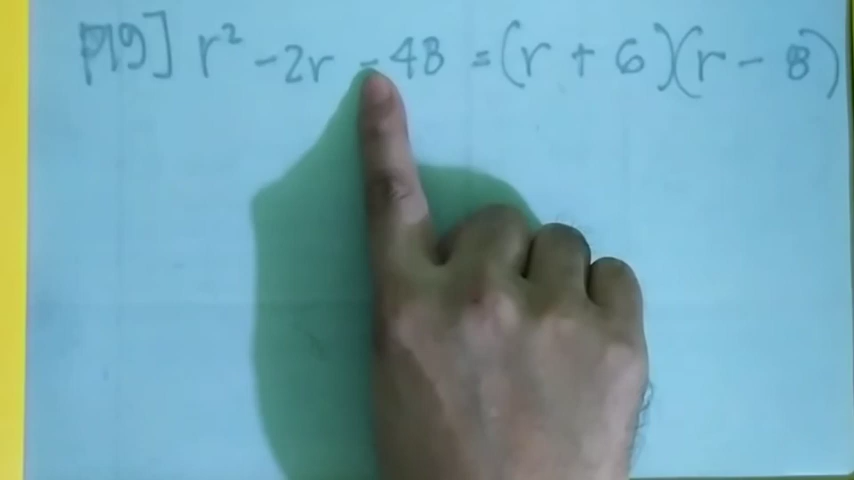 P19] r² - 2r - 48 = (r + 6)(r - 8)